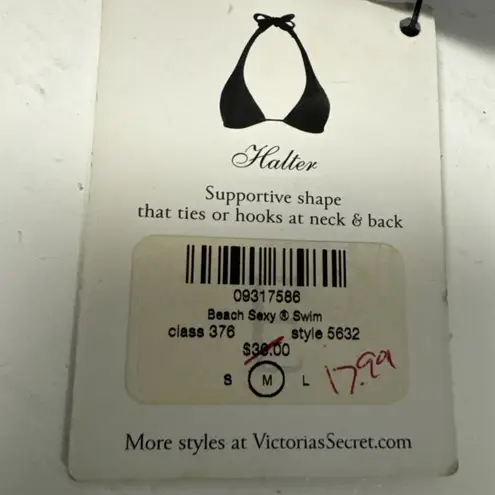 Halter
Supportive shape
that ties or hooks at neck & back
09317586
Beach Sexy ® Swim
class 376 style 5632
$30.00
S M L 17.99
More styles at VictoriasSecret.com